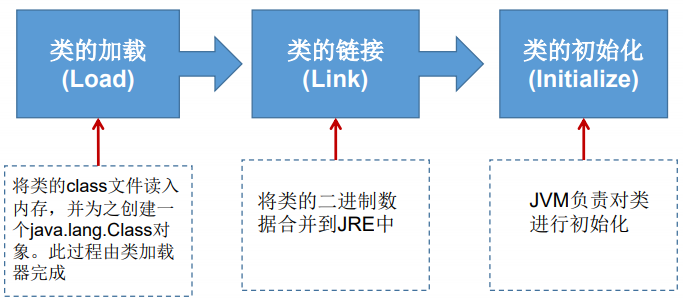 类的加载
(Load)
类的链接
(Link)
类的初始化
(Initialize)
将类的class文件读入
内存，并为之创建一
个java.lang.Class对
象。此过程由类加载
器完成
将类的二进制数
据合并到JRE中
JVM负责对类
进行初始化